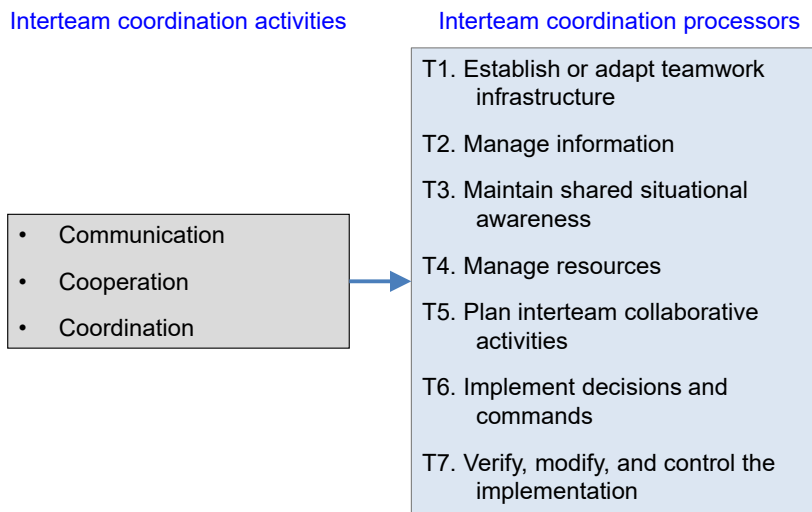 Interteam coordination activities
Interteam coordination processors
• Communication
• Cooperation
• Coordination
T1. Establish or adapt teamwork
infrastructure
T2. Manage information
T3. Maintain shared situational
awareness
T4. Manage resources
T5. Plan interteam collaborative
activities
T6. Implement decisions and
commands
T7. Verify, modify, and control the
implementation